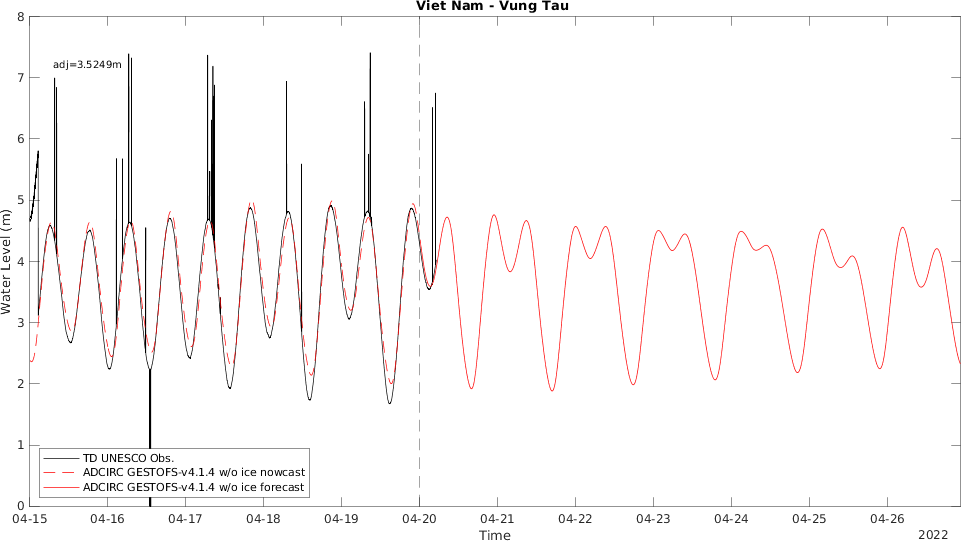 Viet Nam - Vung Tau
8
adj=3.5249m
7
6
5
4
3
2
1
0
Water Level (m)
TD UNESCO Obs.
ADCIRC GESTOFS-v4.1.4 w/o ice nowcast
ADCIRC GESTOFS-v4.1.4 w/o ice forecast
04-15 04-16 04-17 04-18 04-19 04-20 04-21 04-22 04-23 04-24 04-25 04-26
Time
2022